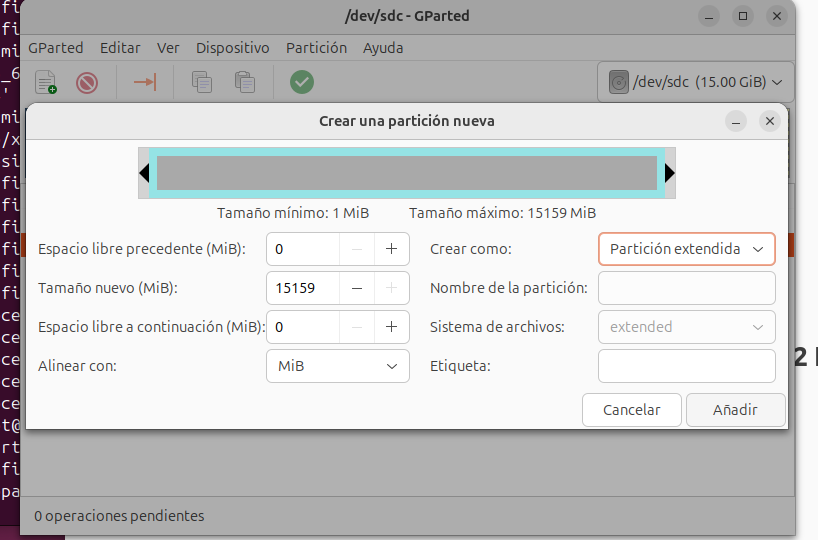 /dev/sdc - GParted
GParted Editar Ver Dispositivo Partición Ayuda
/dev/sdc (15.00 GiB)
Crear una partición nueva
Tamaño mínimo: 1 MiB Tamaño máximo: 15159 MiB
Espacio libre precedente (MiB): 0 Crear como: Partición extendida
Tamaño nuevo (MiB): 15159 Nombre de la partición:
Espacio libre a continuación (MiB): 0 Sistema de archivos: extended
Alinear con: MiB Etiqueta:
Cancelar Añadir
0 operaciones pendientes